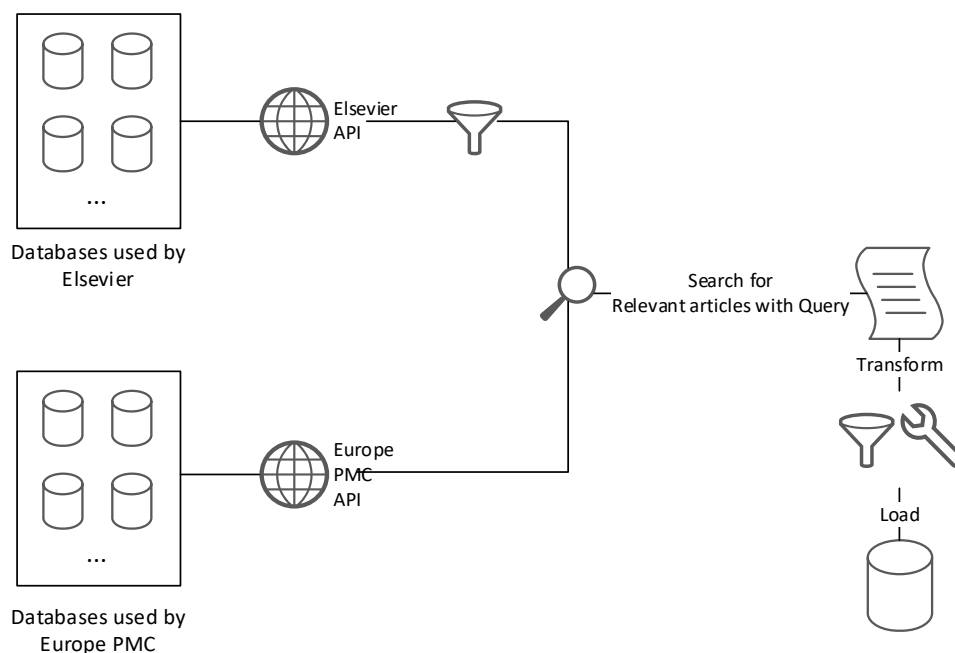 ...
Databases used by
Elsevier
Elsevier
API
Search for
Relevant articles with Query
Transform
Load
...
Databases used by
Europe PMC
Europe
PMC
API